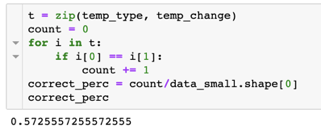 t = zip(temp_type, temp_change)
count = 0
for i in t:
    if i[0] == i[1]:
        count += 1
correct_perc = count/data_small.shape[0]
correct_perc
0.5725557255572555